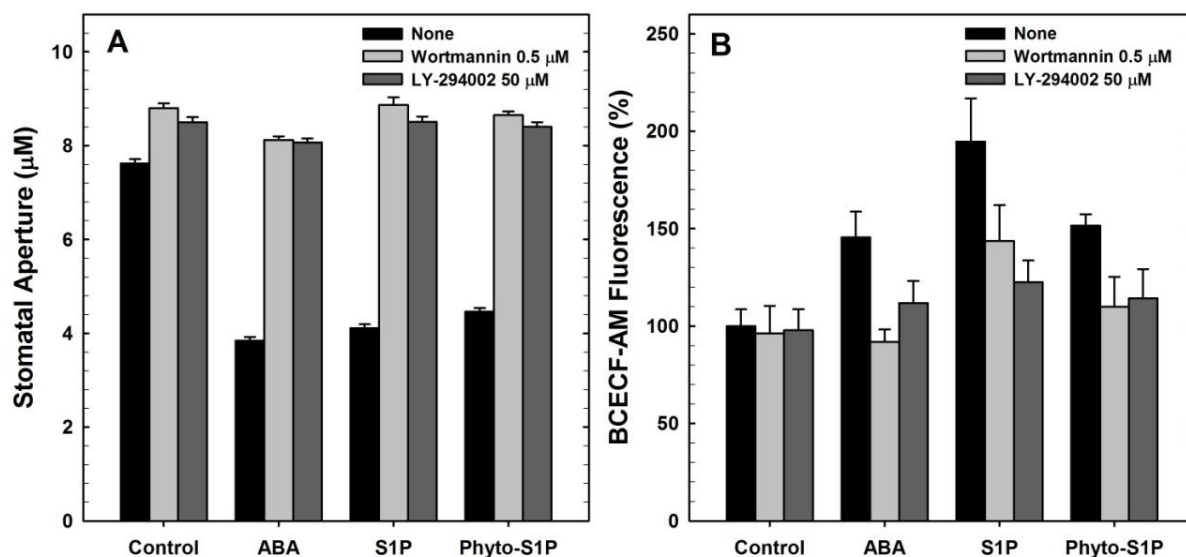 A
None
Wortmannin 0.5 μM
LY-294002 50 μM
Stomatal Aperture (μM)
10
8
6
4
2
0
Control ABA S1P Phyto-S1P
B
None
Wortmannin 0.5 μM
LY-294002 50 μM
BCECF-AM Fluorescence (%)
250
200
150
100
50
0
Control ABA S1P Phyto-S1P